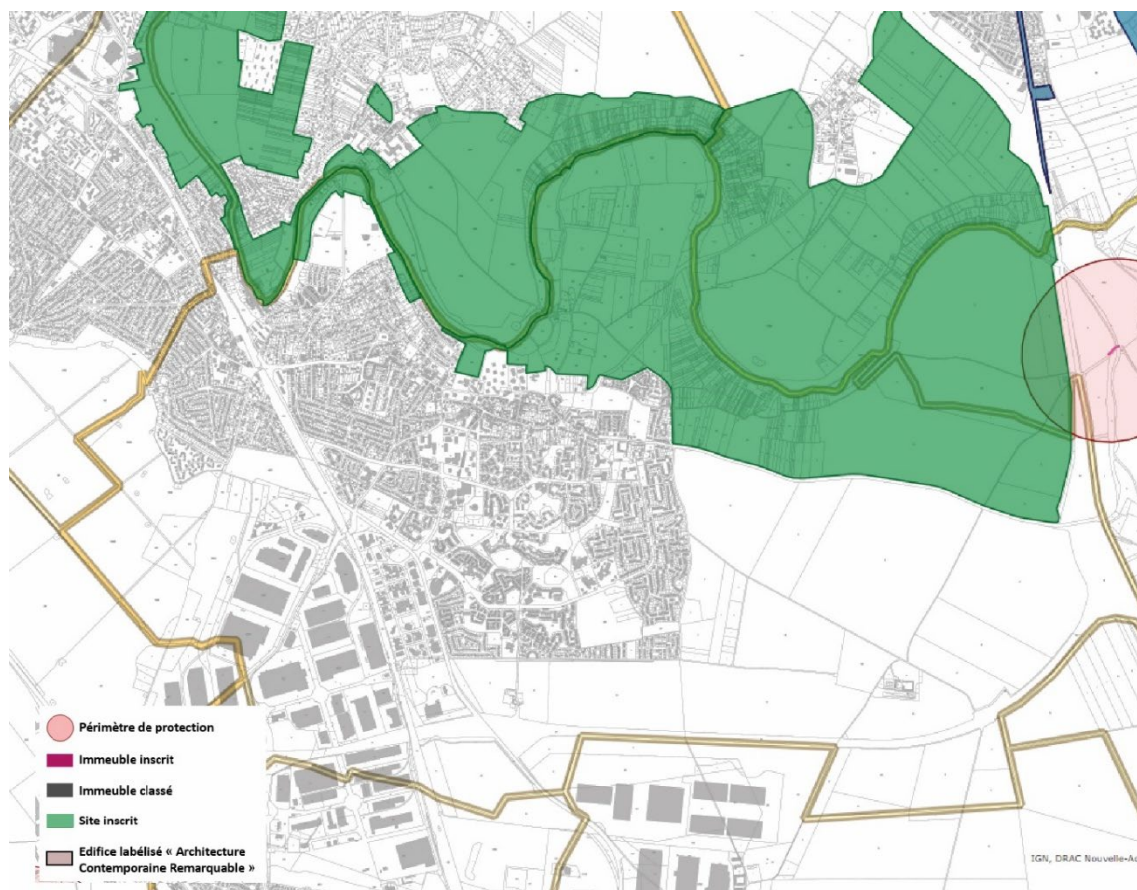 Périmètre de protection
Immeuble inscrit
Immeuble classé
Site inscrit
Edifice labélisé « Architecture
Contemporaine Remarquable »
IGN, DRAC Nouvelle-A